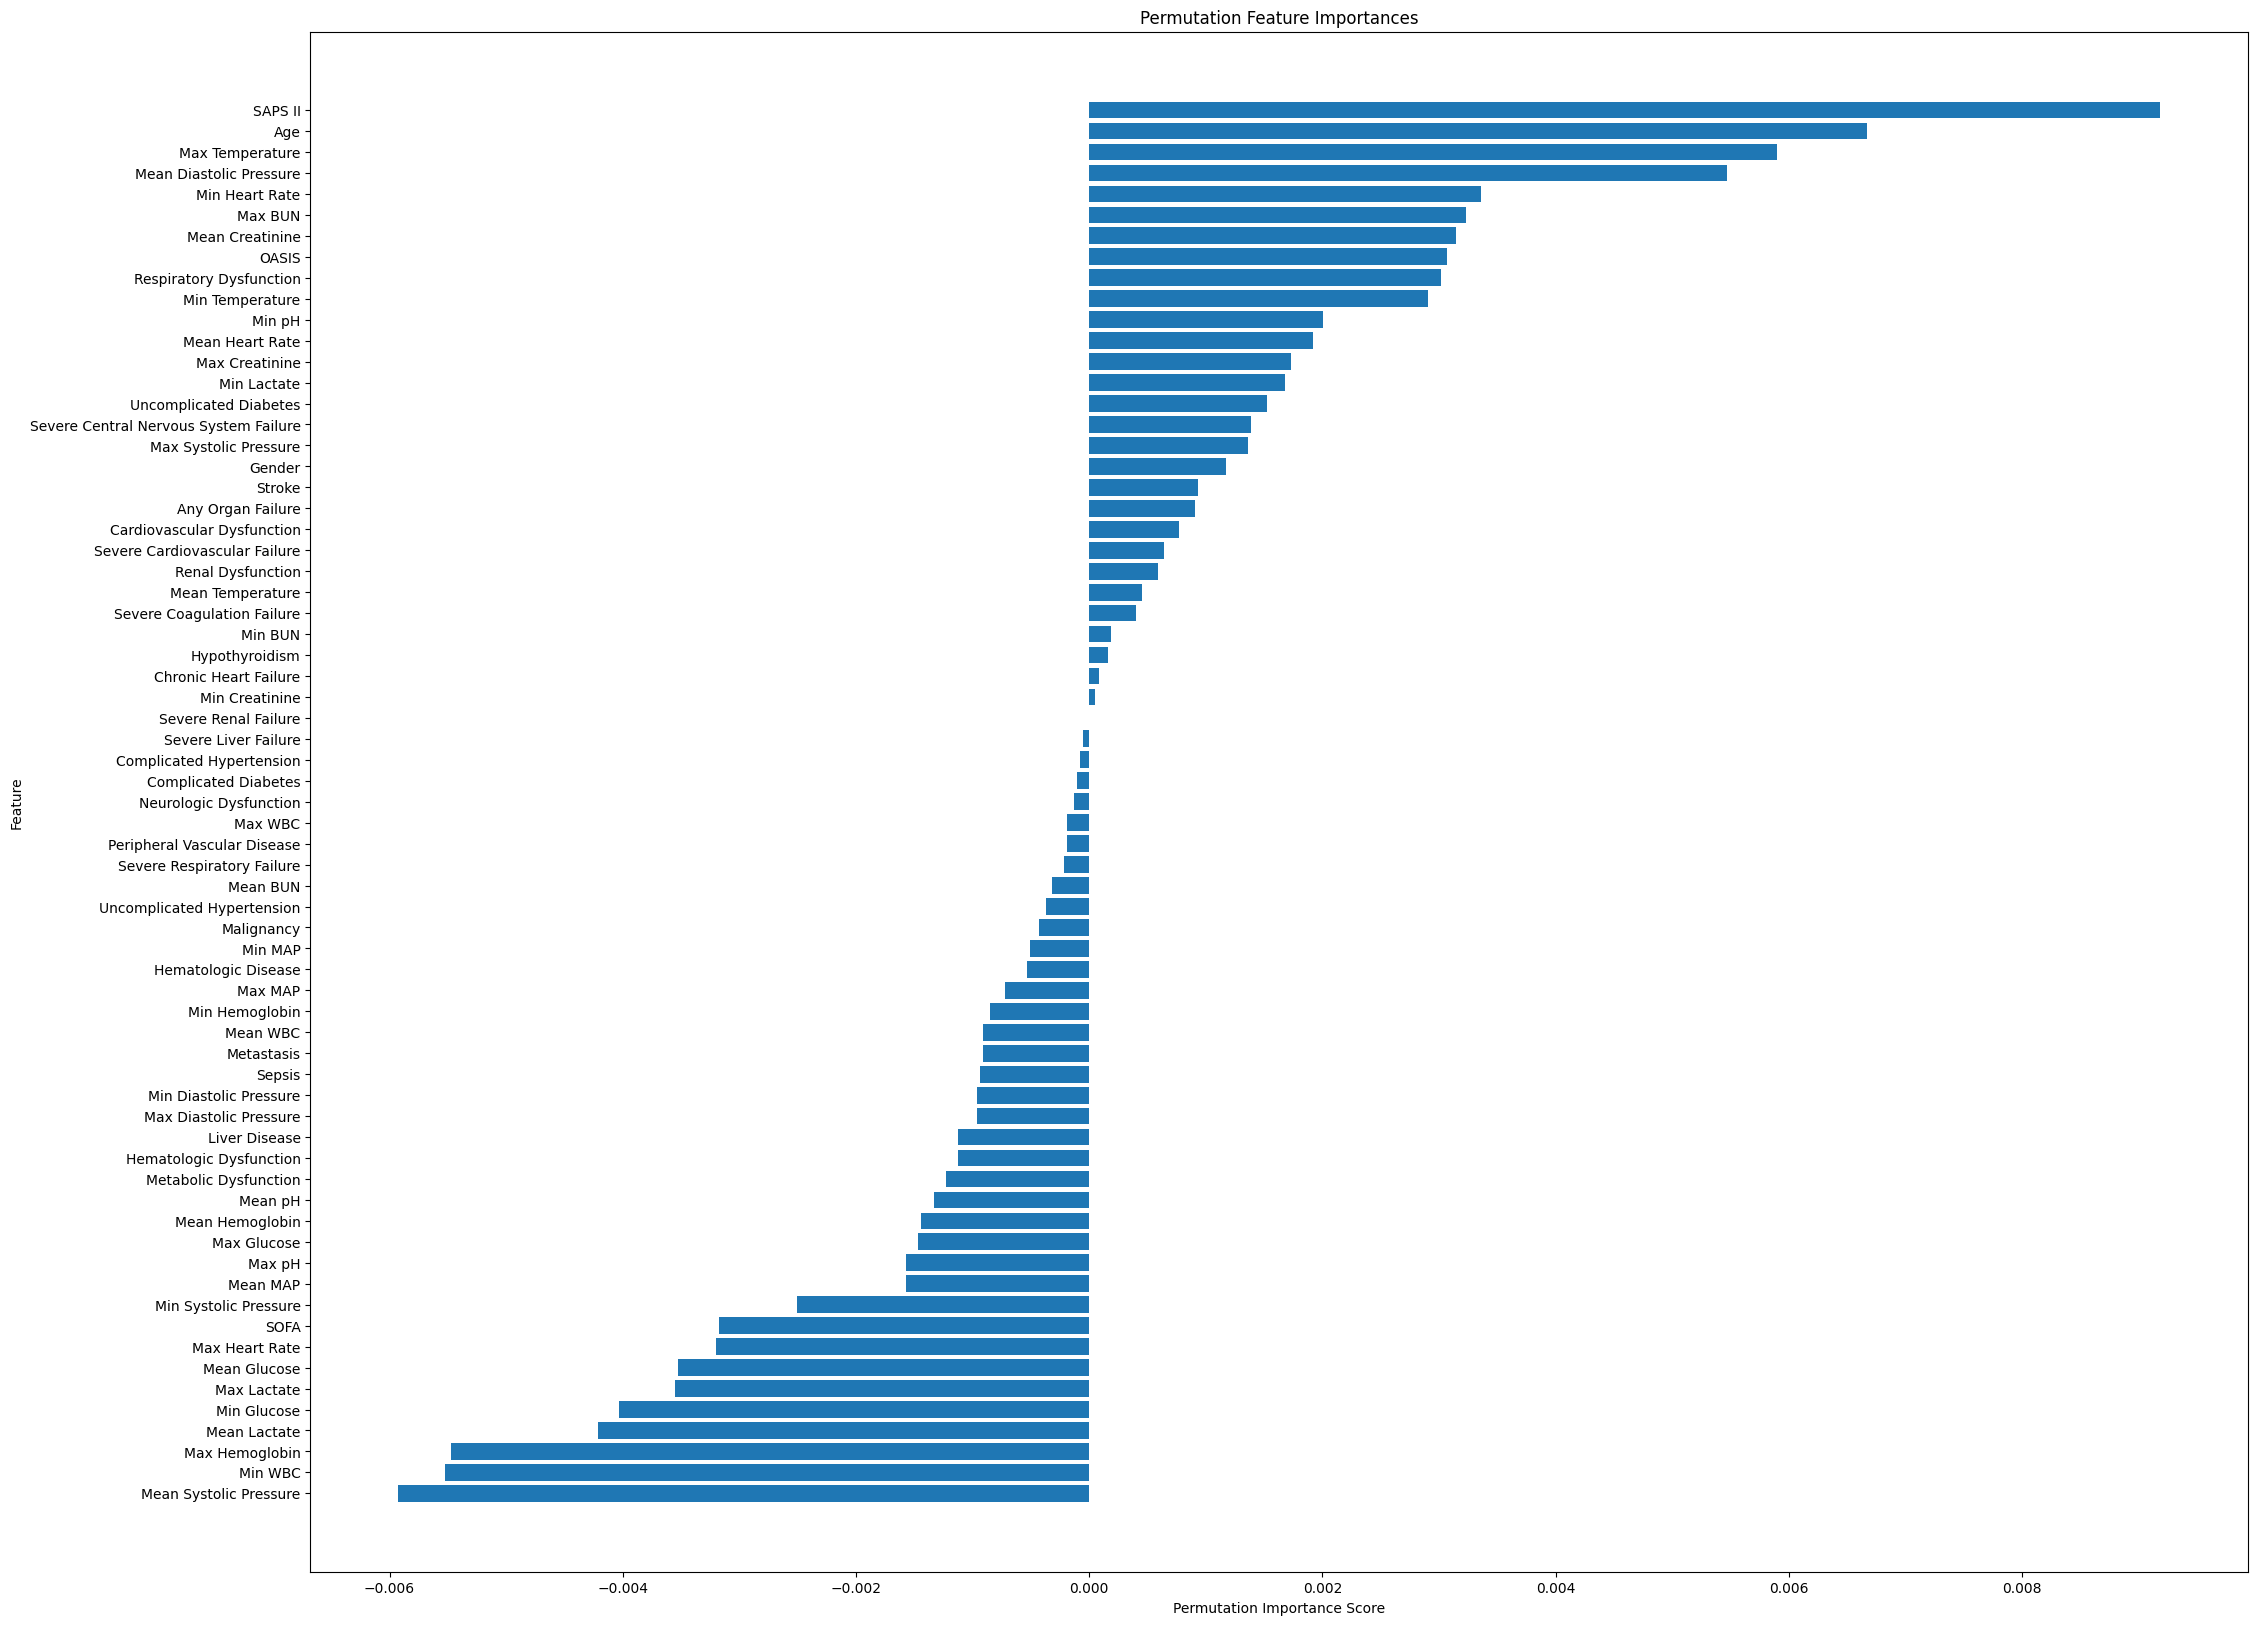 Permutation Feature Importances
SAPS II
Age
Max Temperature
Mean Diastolic Pressure
Min Heart Rate
Max BUN
Mean Creatinine
OASIS
Respiratory Dysfunction
Min Temperature
Min pH
Mean Heart Rate
Max Creatinine
Min Lactate
Uncomplicated Diabetes
Severe Central Nervous System Failure
Max Systolic Pressure
Gender
Stroke
Any Organ Failure
Cardiovascular Dysfunction
Severe Cardiovascular Failure
Renal Dysfunction
Mean Temperature
Severe Coagulation Failure
Min BUN
Hypothyroidism
Chronic Heart Failure
Min Creatinine
Severe Renal Failure
Severe Liver Failure
Complicated Hypertension
Complicated Diabetes
Neurologic Dysfunction
Max WBC
Peripheral Vascular Disease
Severe Respiratory Failure
Mean BUN
Uncomplicated Hypertension
Malignancy
Min MAP
Hematologic Disease
Max MAP
Min Hemoglobin
Mean WBC
Metastasis
Sepsis
Min Diastolic Pressure
Max Diastolic Pressure
Liver Disease
Hematologic Dysfunction
Metabolic Dysfunction
Mean pH
Mean Hemoglobin
Max Glucose
Max pH
Mean MAP
Min Systolic Pressure
SOFA
Max Heart Rate
Mean Glucose
Max Lactate
Min Glucose
Mean Lactate
Max Hemoglobin
Min WBC
Mean Systolic Pressure
Feature
−0.006 −0.004 −0.002 0.000 0.002 0.004 0.006 0.008
Permutation Importance Score